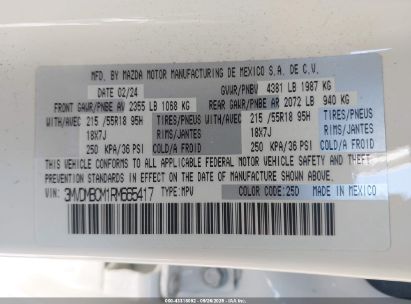 MFD. BY MAZDA MOTOR MANUFACTURING DE MEXICO S.A. DE C.V.
DATE 02/24 GVWR/PNBV 4381 LB 1987 KG
FRONT GAWR/PNBE AV 2355 LB 1068 KG REAR GAWR/PNBE AR 2072 LB 940 KG
WITH/AVEC 215/55R18 95H TIRES/PNEUS WITH/AVEC 215/55R18 95H TIRES/PNEUS
18X7J RIMS/JANTES 18X7J RIMS/JANTES
250 KPA/36 PSI COLD/A FROID 250 KPA/36 PSI COLD/A FROID
THIS VEHICLE CONFORMS TO ALL APPLICABLE FEDERAL MOTOR VEHICLE SAFETY AND THEFT
PREVENTION STANDARDS IN EFFECT ON THE DATE OF MANUFACTURE SHOWN ABOVE.
VIN: 3MVDMBCM1RM665417 TYPE: MPV COLOR CODE: 25D MADE IN MEXICO